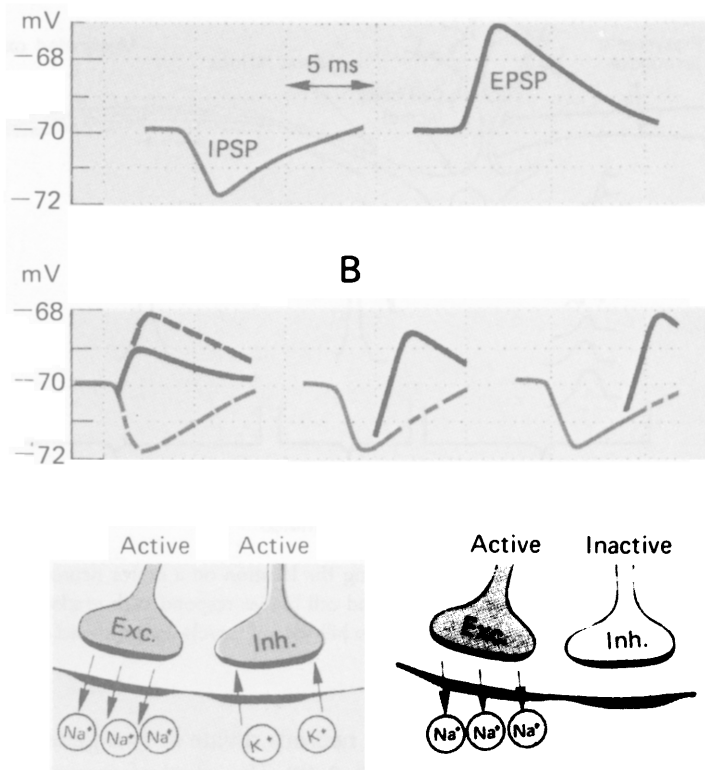 mV
−68
−70
−72
5 ms
IPSP
EPSP
B
mV
−68
−70
−72
Active Active
Exc. Inh.
Na⁺ Na⁺ Na⁺ K⁺ K⁺
Active Inactive
Exc. Inh.
Na⁺ Na⁺ Na⁺